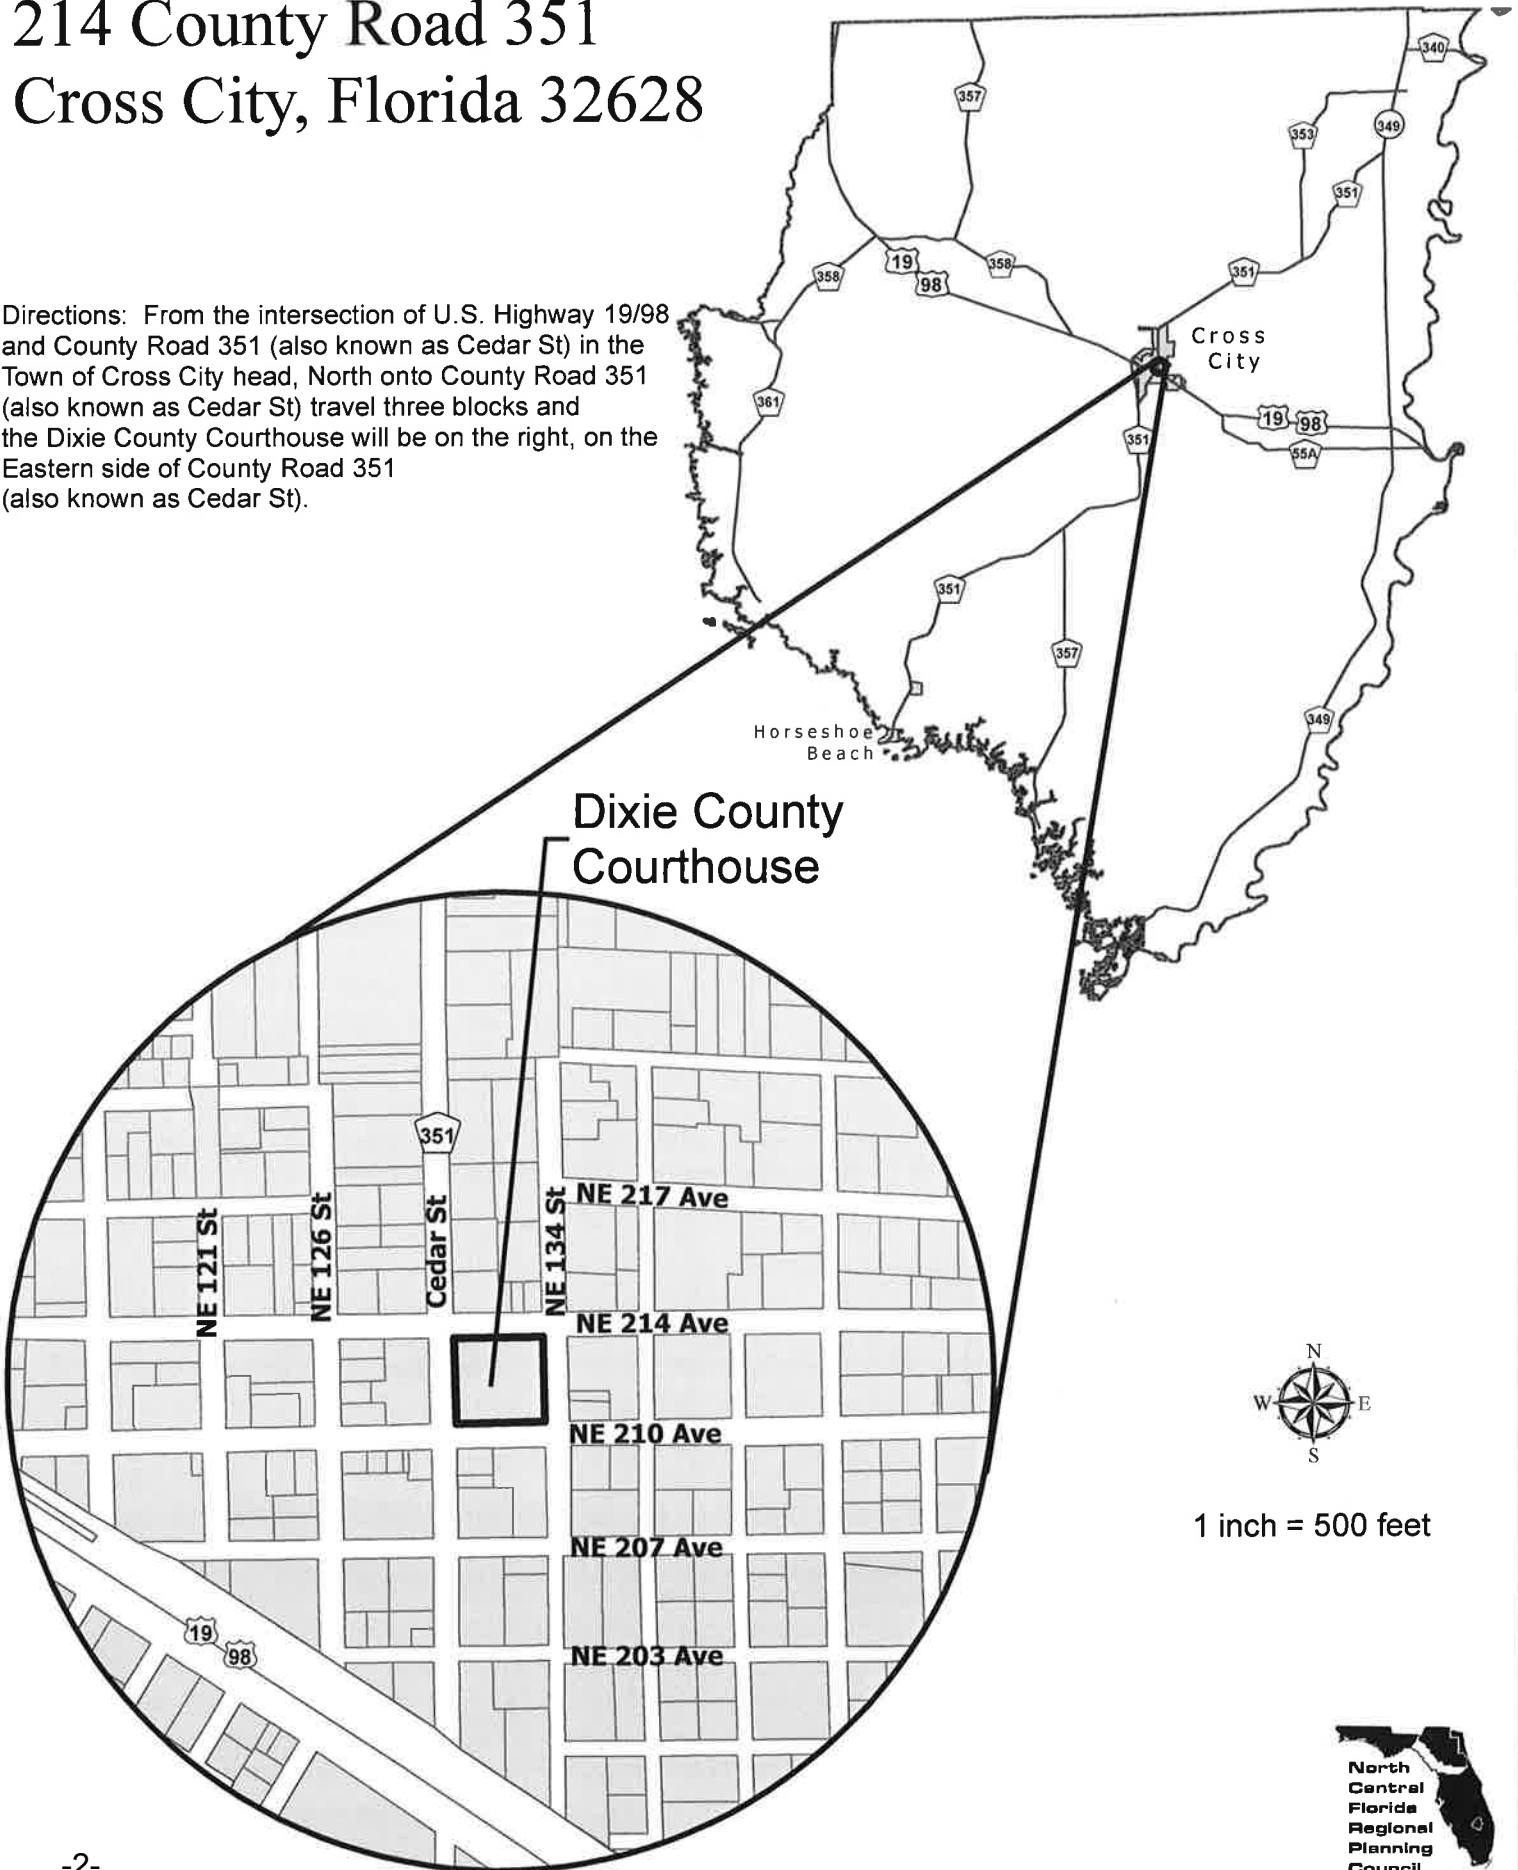 214 County Road 351
Cross City, Florida 32628
Directions: From the intersection of U.S. Highway 19/98
and County Road 351 (also known as Cedar St) in the
Town of Cross City head, North onto County Road 351
(also known as Cedar St) travel three blocks and
the Dixie County Courthouse will be on the right, on the
Eastern side of County Road 351
(also known as Cedar St).
340
357
349
353
351
358
19
98
358
351
Cross
City
361
19
98
351
55A
351
357
349
Horseshoe
Beach
Dixie County
Courthouse
351
NE 121 St
NE 126 St
Cedar St
NE 134 St
NE 217 Ave
NE 214 Ave
NE 210 Ave
NE 207 Ave
NE 203 Ave
19
98
N
W
E
S
1 inch = 500 feet
North
Central
Florida
Regional
Planning
Council
-2-